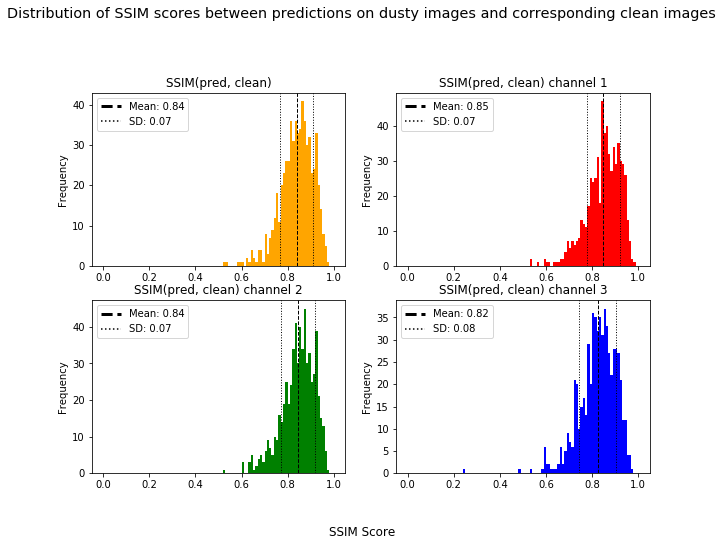 Distribution of SSIM scores between predictions on dusty images and corresponding clean images
SSIM(pred, clean)
Mean: 0.84
SD: 0.07
Frequency
40
30
20
10
0
0.0 0.2 0.4 0.6 0.8 1.0
SSIM(pred, clean) channel 1
Mean: 0.85
SD: 0.07
Frequency
40
30
20
10
0
0.0 0.2 0.4 0.6 0.8 1.0
SSIM(pred, clean) channel 2
Mean: 0.84
SD: 0.07
Frequency
40
30
20
10
0
0.0 0.2 0.4 0.6 0.8 1.0
SSIM(pred, clean) channel 3
Mean: 0.82
SD: 0.08
Frequency
35
30
25
20
15
10
5
0
0.0 0.2 0.4 0.6 0.8 1.0
SSIM Score